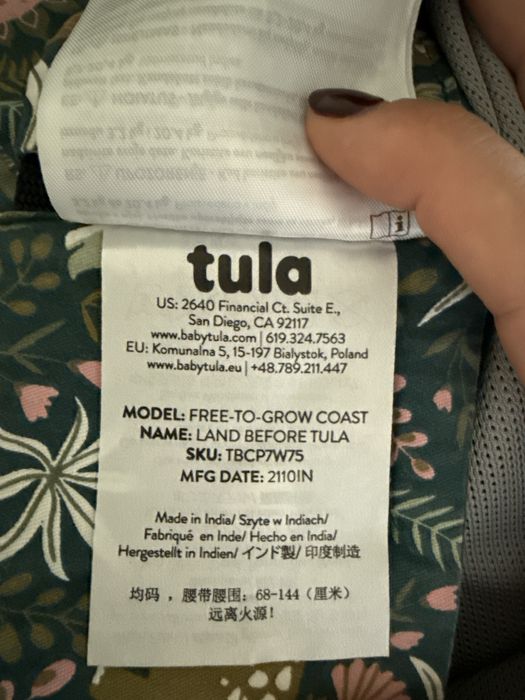 tula
US: 2640 Financial Ct. Suite E.,
San Diego, CA 92117
www.babytula.com | 619.324.7563
EU: Komunalna 5, 15-197 Bialystok, Poland
www.babytula.eu | +48.789.211.447
MODEL: FREE-TO-GROW COAST
NAME: LAND BEFORE TULA
SKU: TBCP7W75
MFG DATE: 2110IN
Made in India/ Szyte w Indiach/
Fabriqué en Inde/ Hecho en India/
Hergestellt in Indien/ インド製/ 印度制造
均码，腰带腰围：68-144（厘米）
远离火源！